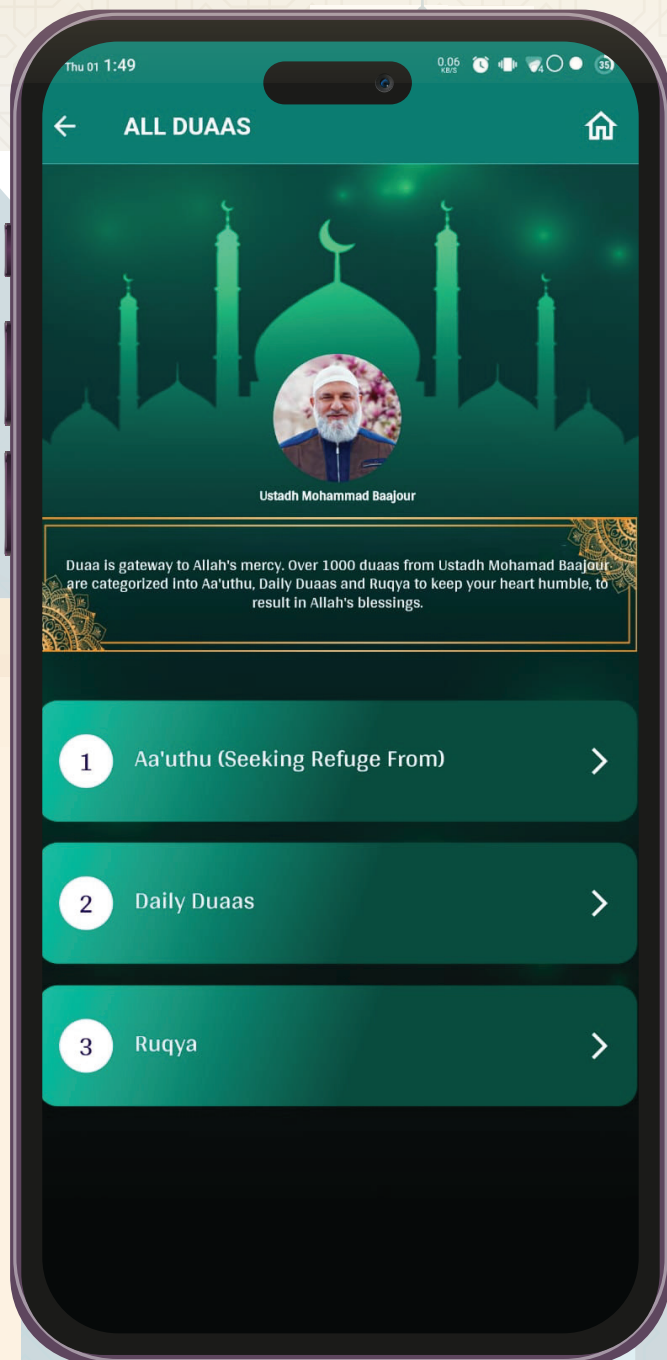 Thu 01 1:49
0.06
KB/S
4
35
ALL DUAAS
Ustadh Mohammad Baajour
Duaa is gateway to Allah's mercy. Over 1000 duaas from Ustadh Mohamad Baajour
are categorized into Aa'uthu, Daily Duaas and Ruqya to keep your heart humble, to
result in Allah's blessings.
1
Aa'uthu (Seeking Refuge From)
2
Daily Duaas
3
Ruqya